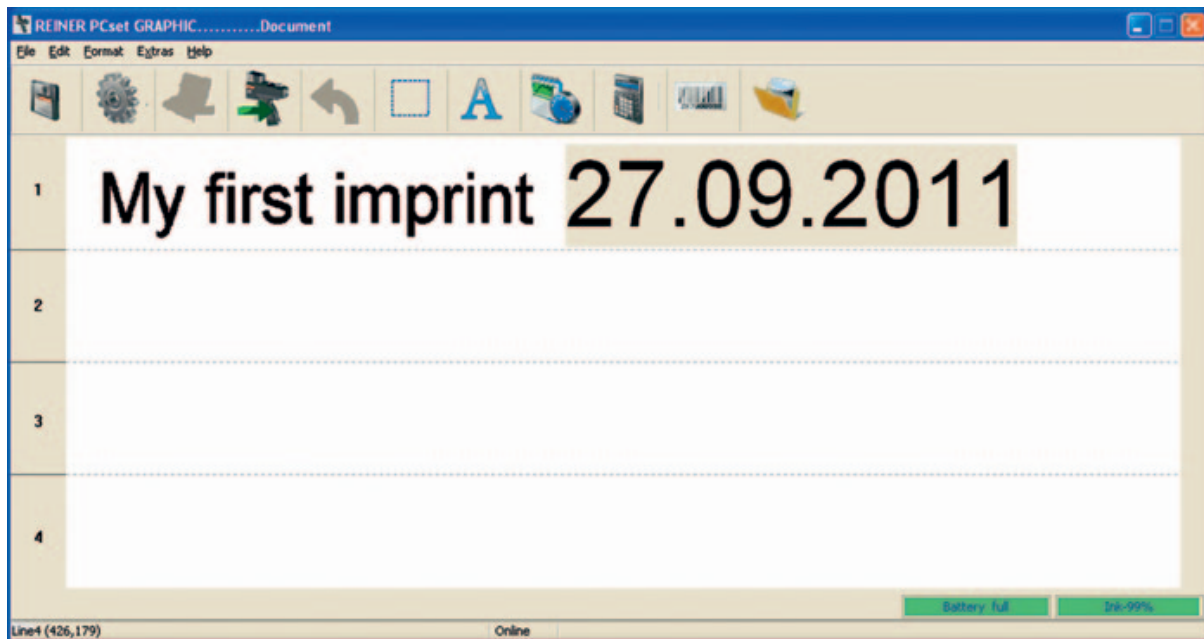 REINER PCset GRAPHIC...........Document
File Edit Format Extras Help
A
1 My first imprint 27.09.2011
2
3
4
Battery full Ink-99%
Line4 (426,179) Online